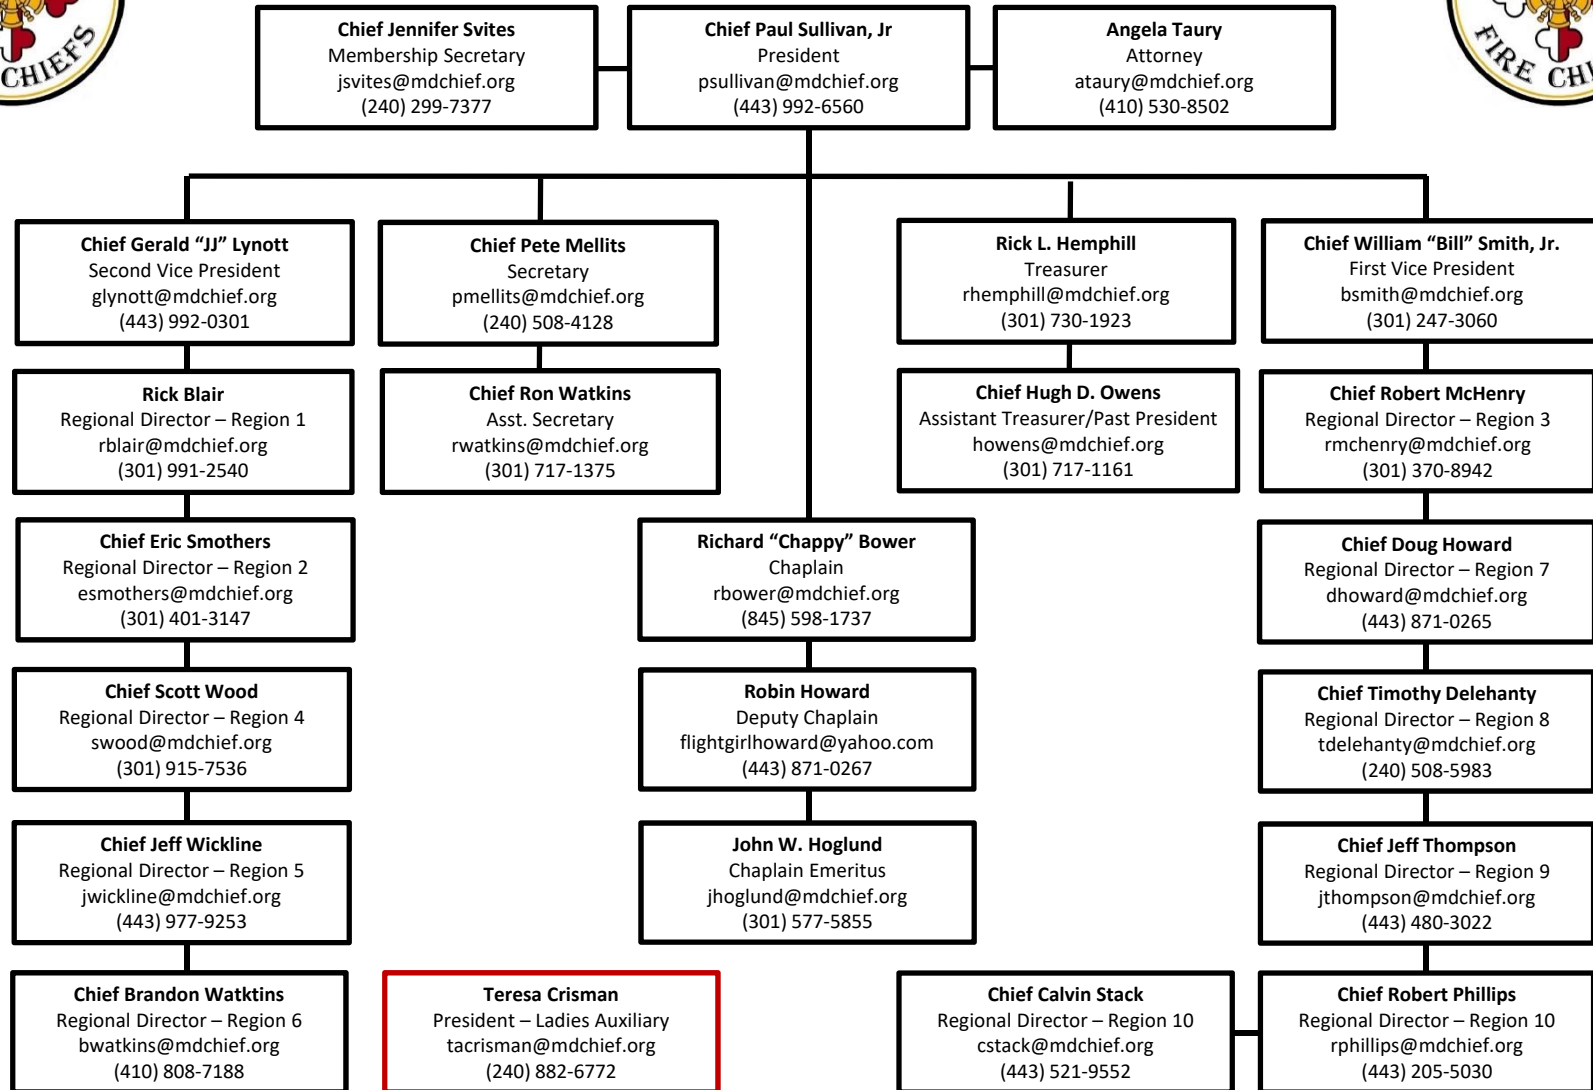 CHIEFS
FIRE CHI
Chief Jennifer Svites
Membership Secretary
jsvites@mdchief.org
(240) 299-7377
Chief Paul Sullivan, Jr
President
psullivan@mdchief.org
(443) 992-6560
Angela Taury
Attorney
ataury@mdchief.org
(410) 530-8502
Chief Gerald “JJ” Lynott
Second Vice President
glynott@mdchief.org
(443) 992-0301
Chief Pete Mellits
Secretary
pmellits@mdchief.org
(240) 508-4128
Rick L. Hemphill
Treasurer
rhemphill@mdchief.org
(301) 730-1923
Chief William “Bill” Smith, Jr.
First Vice President
bsmith@mdchief.org
(301) 247-3060
Rick Blair
Regional Director – Region 1
rblair@mdchief.org
(301) 991-2540
Chief Ron Watkins
Asst. Secretary
rwatkins@mdchief.org
(301) 717-1375
Chief Hugh D. Owens
Assistant Treasurer/Past President
howens@mdchief.org
(301) 717-1161
Chief Robert McHenry
Regional Director – Region 3
rmchenry@mdchief.org
(301) 370-8942
Chief Eric Smothers
Regional Director – Region 2
esmothers@mdchief.org
(301) 401-3147
Richard “Chappy” Bower
Chaplain
rbower@mdchief.org
(845) 598-1737
Chief Doug Howard
Regional Director – Region 7
dhoward@mdchief.org
(443) 871-0265
Chief Scott Wood
Regional Director – Region 4
swood@mdchief.org
(301) 915-7536
Robin Howard
Deputy Chaplain
flightgirlhoward@yahoo.com
(443) 871-0267
Chief Timothy Delehanty
Regional Director – Region 8
tdelehanty@mdchief.org
(240) 508-5983
Chief Jeff Wickline
Regional Director – Region 5
jwickline@mdchief.org
(443) 977-9253
John W. Hoglund
Chaplain Emeritus
jhoglund@mdchief.org
(301) 577-5855
Chief Jeff Thompson
Regional Director – Region 9
jthompson@mdchief.org
(443) 480-3022
Chief Brandon Watktins
Regional Director – Region 6
bwatkins@mdchief.org
(410) 808-7188
Teresa Crisman
President – Ladies Auxiliary
tacrisman@mdchief.org
(240) 882-6772
Chief Calvin Stack
Regional Director – Region 10
cstack@mdchief.org
(443) 521-9552
Chief Robert Phillips
Regional Director – Region 10
rphillips@mdchief.org
(443) 205-5030